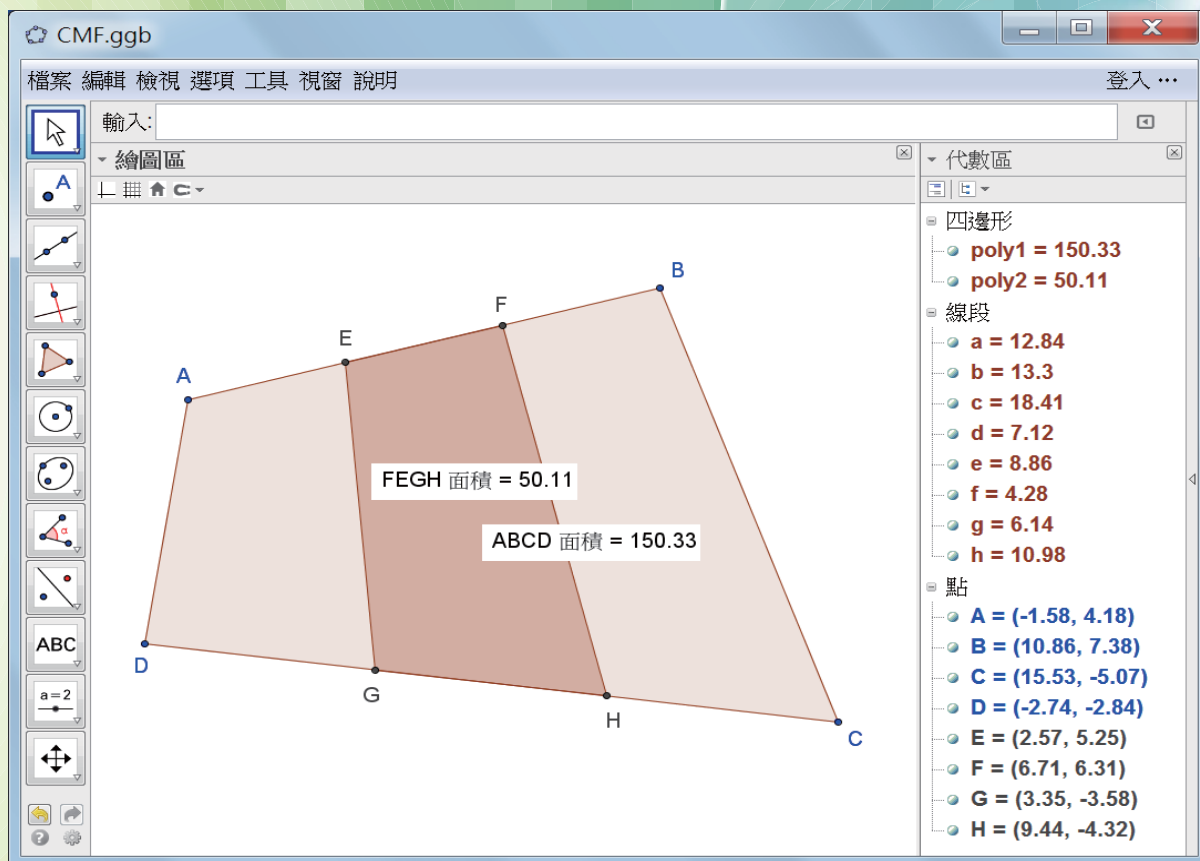 CMF.ggb
檔案 編輯 檢視 選項 工具 視窗 說明
登入 ...
輸入:
繪圖區
代數區
A
ABC
a=2
α
A
B
C
D
E
F
G
H
FEGH 面積 = 50.11
ABCD 面積 = 150.33
四邊形
poly1 = 150.33
poly2 = 50.11
線段
a = 12.84
b = 13.3
c = 18.41
d = 7.12
e = 8.86
f = 4.28
g = 6.14
h = 10.98
點
A = (-1.58, 4.18)
B = (10.86, 7.38)
C = (15.53, -5.07)
D = (-2.74, -2.84)
E = (2.57, 5.25)
F = (6.71, 6.31)
G = (3.35, -3.58)
H = (9.44, -4.32)